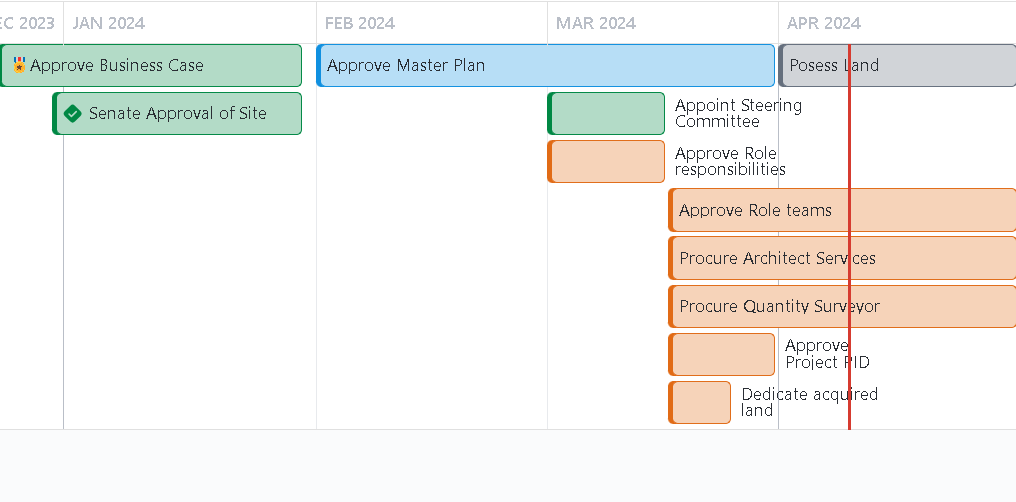 EC 2023
JAN 2024
FEB 2024
MAR 2024
APR 2024
Approve Business Case
Approve Master Plan
Posess Land
Senate Approval of Site
Appoint Steering
Committee
Approve Role
responsibilities
Approve Role teams
Procure Architect Services
Procure Quantity Surveyor
Approve
Project PID
Dedicate acquired
land